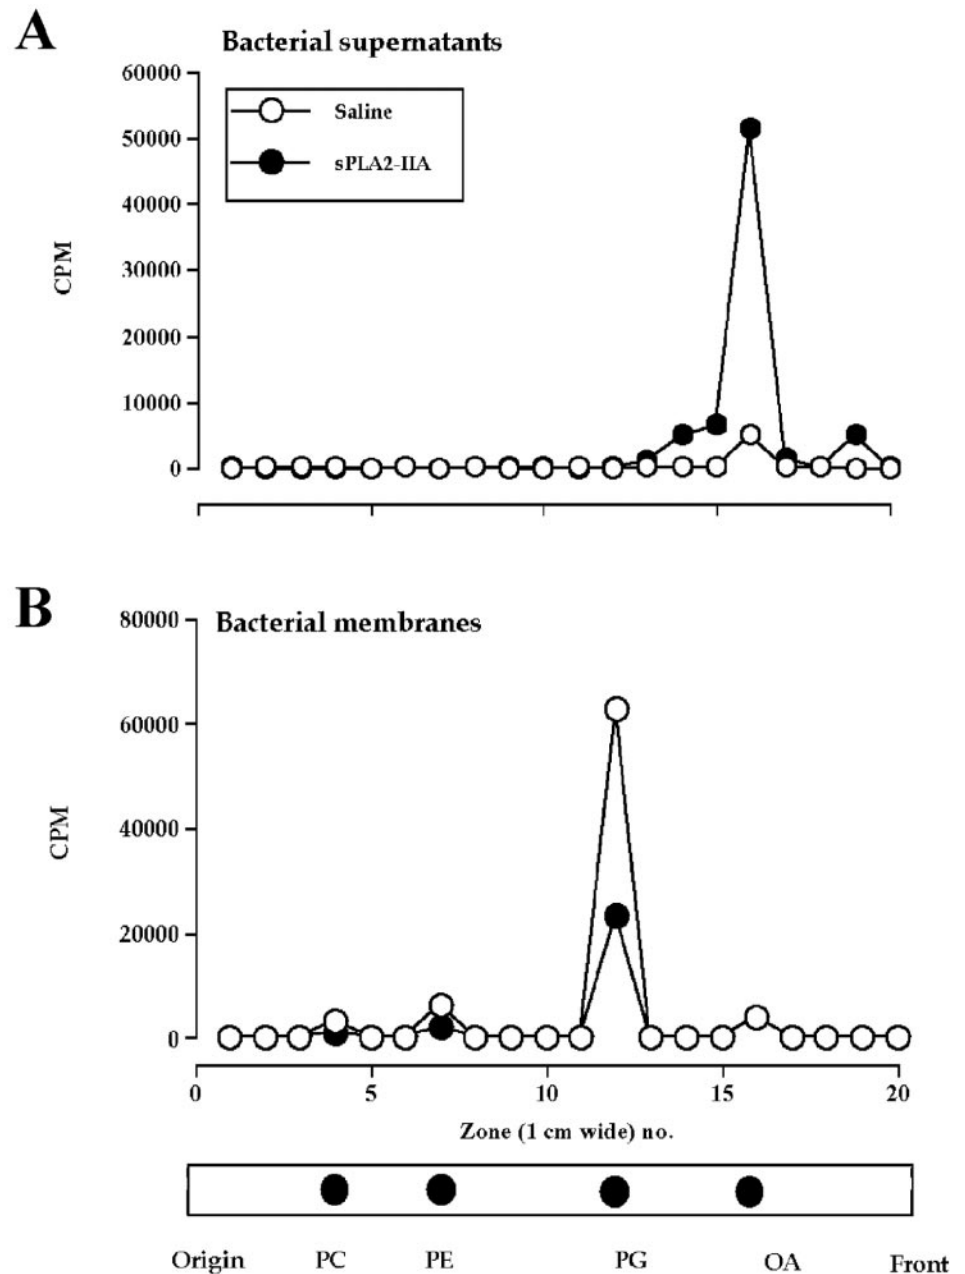 A
Bacterial supernatants
60000
Saline
50000
sPLA2-IIA
40000
CPM
30000
20000
10000
0
B
80000
Bacterial membranes
60000
CPM
40000
20000
0
0 5 10 15 20
Zone (1 cm wide) no.
Origin PC PE PG OA Front